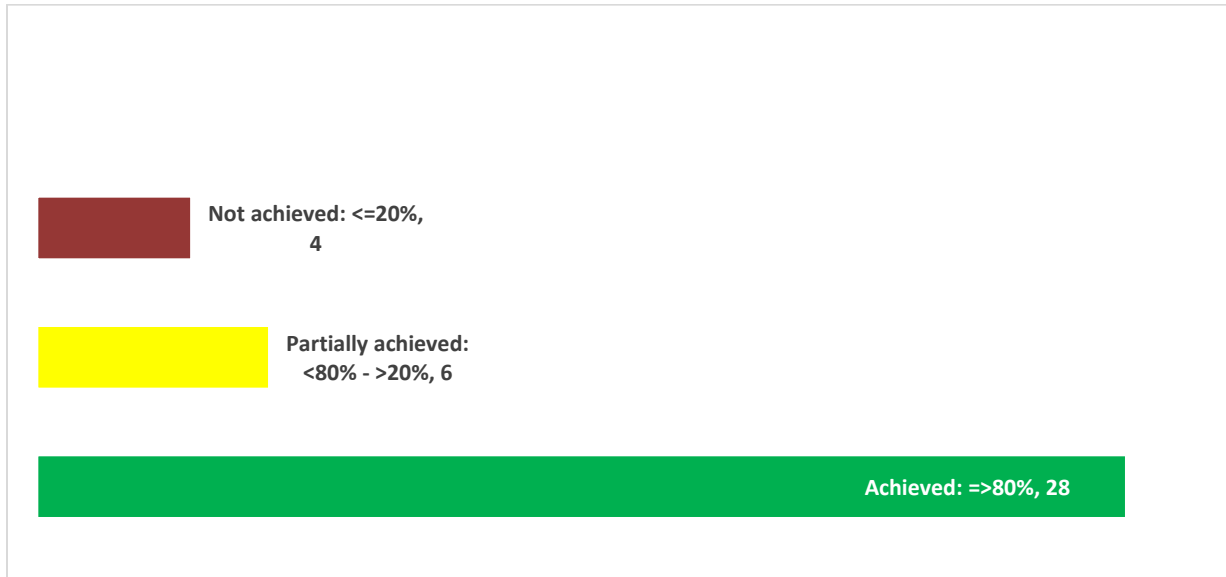 Not achieved: <=20%,
4
Partially achieved:
<80% - >20%, 6
Achieved: =>80%, 28